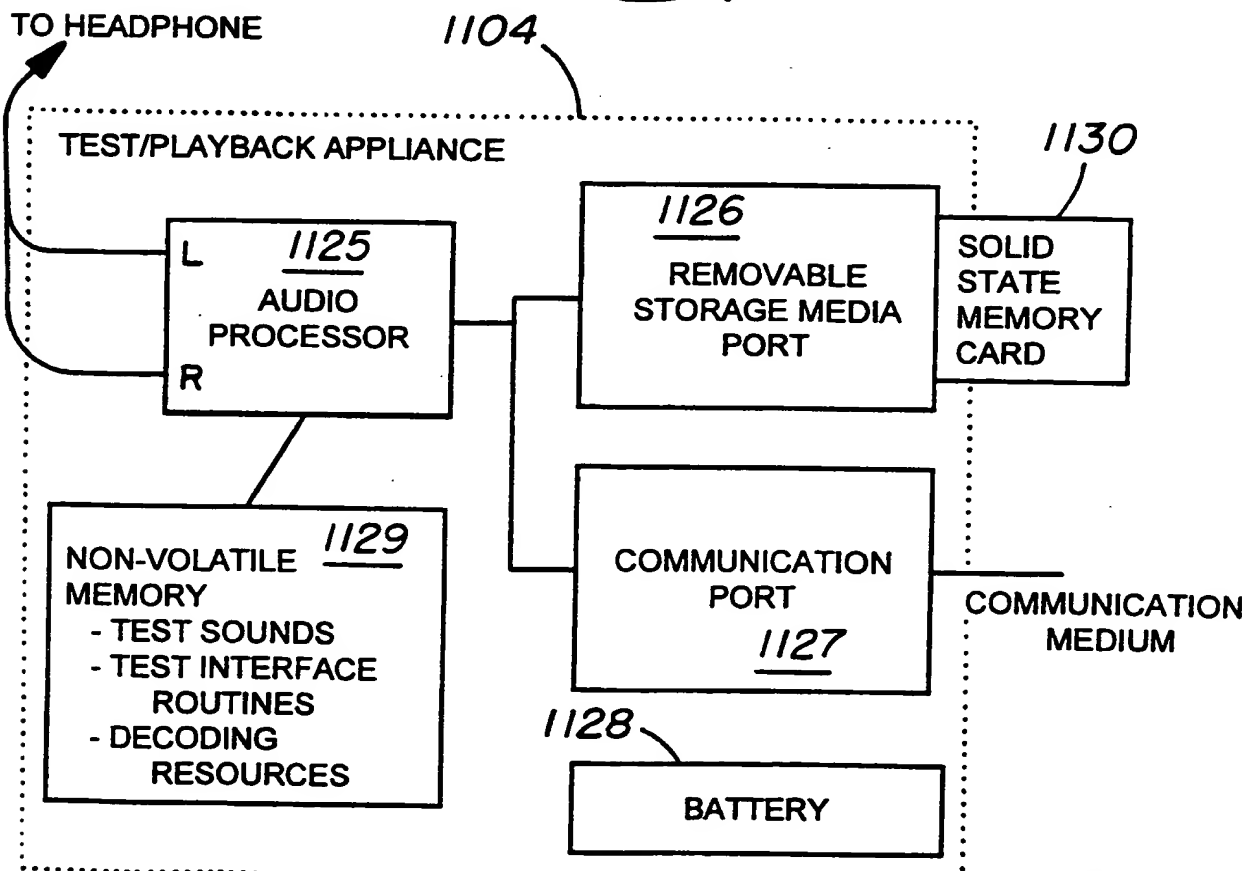 TO HEADPHONE
1104
TEST/PLAYBACK APPLIANCE
1130
L
R
1125
AUDIO
PROCESSOR
1126
REMOVABLE
STORAGE MEDIA
PORT
SOLID
STATE
MEMORY
CARD
1129
NON-VOLATILE
MEMORY
- TEST SOUNDS
- TEST INTERFACE
ROUTINES
- DECODING
RESOURCES
COMMUNICATION
PORT
1127
COMMUNICATION
MEDIUM
1128
BATTERY